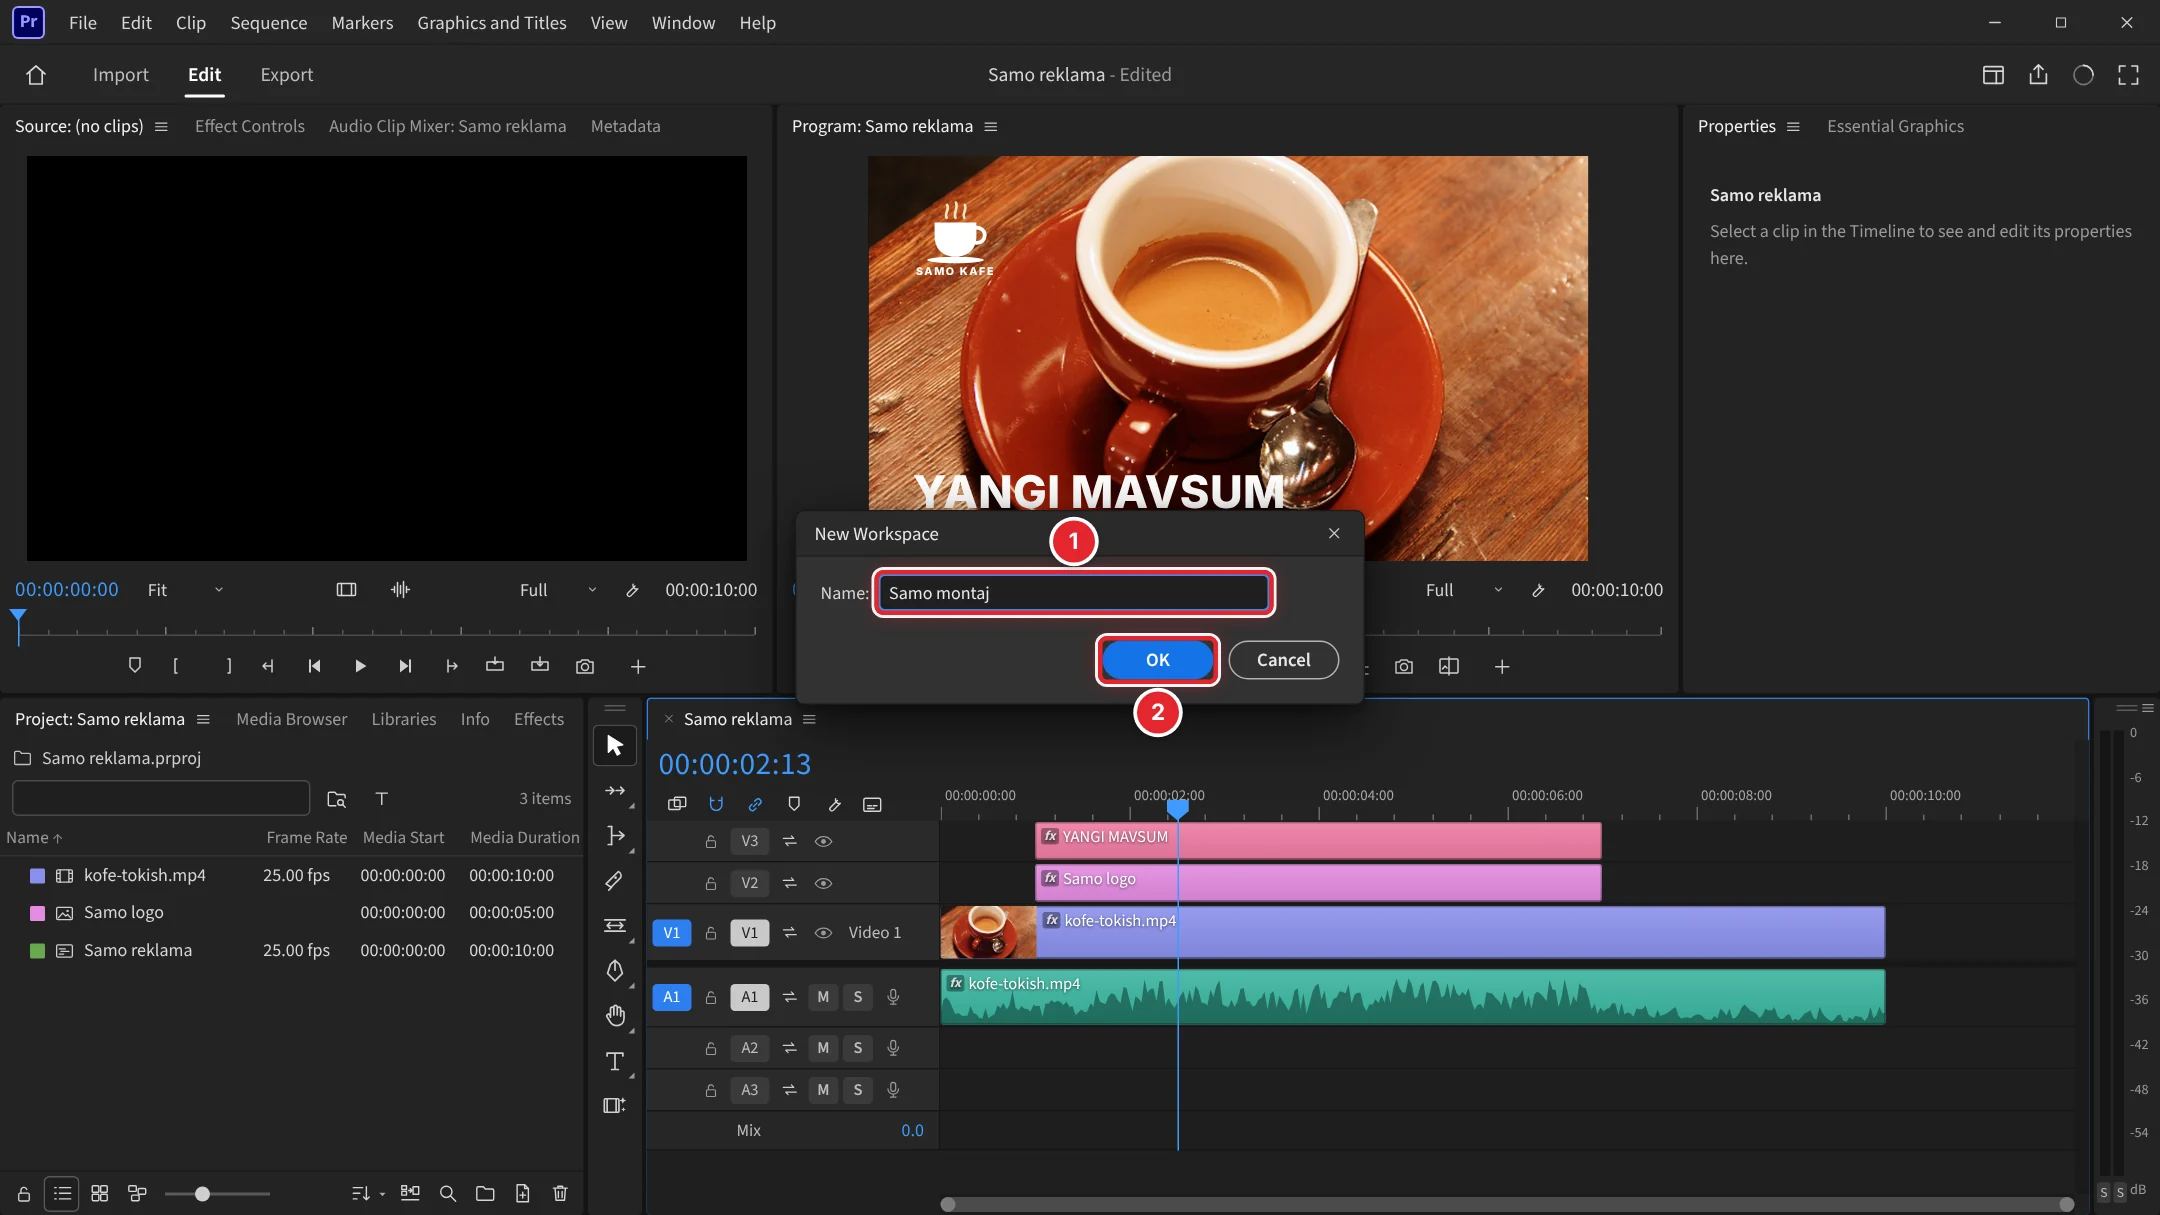 Pr File Edit Clip Sequence Markers Graphics and Titles View Window Help
Import Edit Export Samo reklama - Edited
Source: (no clips) Effect Controls Audio Clip Mixer: Samo reklama Metadata
Program: Samo reklama
Properties Essential Graphics
Samo reklama
Select a clip in the Timeline to see and edit its properties
here.
SAMO KAFE
YANGI MAVSUM
New Workspace
1
Name: Samo montaj
OK Cancel
2
00:00:00:00 Fit Full 00:00:10:00
Full 00:00:10:00
Project: Samo reklama Media Browser Libraries Info Effects
Samo reklama.prproj
3 items
Name Frame Rate Media Start Media Duration
kofe-tokish.mp4 25.00 fps 00:00:00:00 00:00:10:00
Samo logo 00:00:00:00 00:00:05:00
Samo reklama 25.00 fps 00:00:00:00 00:00:10:00
Samo reklama
00:00:02:13
00:00:00:00 00:00:02:00 00:00:04:00 00:00:06:00 00:00:08:00 00:00:10:00
V3 fx YANGI MAVSUM
V2 fx Samo logo
V1 V1 Video 1 fx kofe-tokish.mp4
A1 A1 M S fx kofe-tokish.mp4
A2 M S
A3 M S
Mix 0.0
0
-6
-12
-18
-24
-30
-36
-42
-48
-54
S S dB